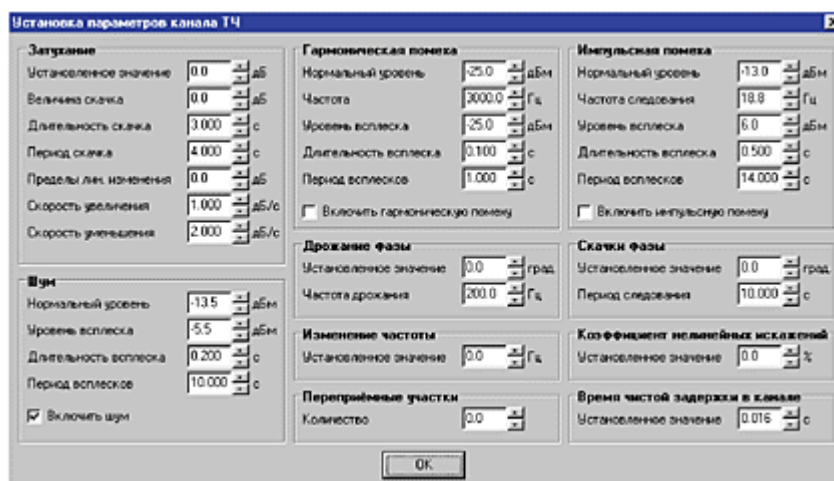 Установка параметров канала ТЧ
Затухание
Установленное значение 0.0 дБ
Величина скачка 0.0 дБ
Длительность скачка 3.000 с
Период скачка 4.000 с
Пределы лин. изменения 0.0 дБ
Скорость увеличения 1.000 дБ/с
Скорость уменьшения 2.000 дБ/с
Шум
Нормальный уровень -13.5 дБм
Уровень всплеска -5.5 дБм
Длительность всплеска 0.200 с
Период всплесков 10.000 с
Включить шум
Гармоническая помеха
Нормальный уровень -25.0 дБм
Частота 3000.0 Гц
Уровень всплеска -25.0 дБм
Длительность всплеска 0.100 с
Период всплесков 1.000 с
Включить гармоническую помеху
Дрожание фазы
Установленное значение 0.0 град
Частота дрожания 200.0 Гц
Изменение частоты
Установленное значение 0.0 Гц
Переприёмные участки
Количество 0.0
Импульсная помеха
Нормальный уровень -13.0 дБм
Частота следования 18.8 Гц
Уровень всплеска 6.0 дБм
Длительность всплеска 0.500 с
Период всплесков 14.000 с
Включить импульсную помеху
Скачки фазы
Установленное значение 0.0 град
Период следования 10.000 с
Коэффициент нелинейных искажений
Установленное значение 0.0 %
Время чистой задержки в канале
Установленное значение 0.016 с
OK